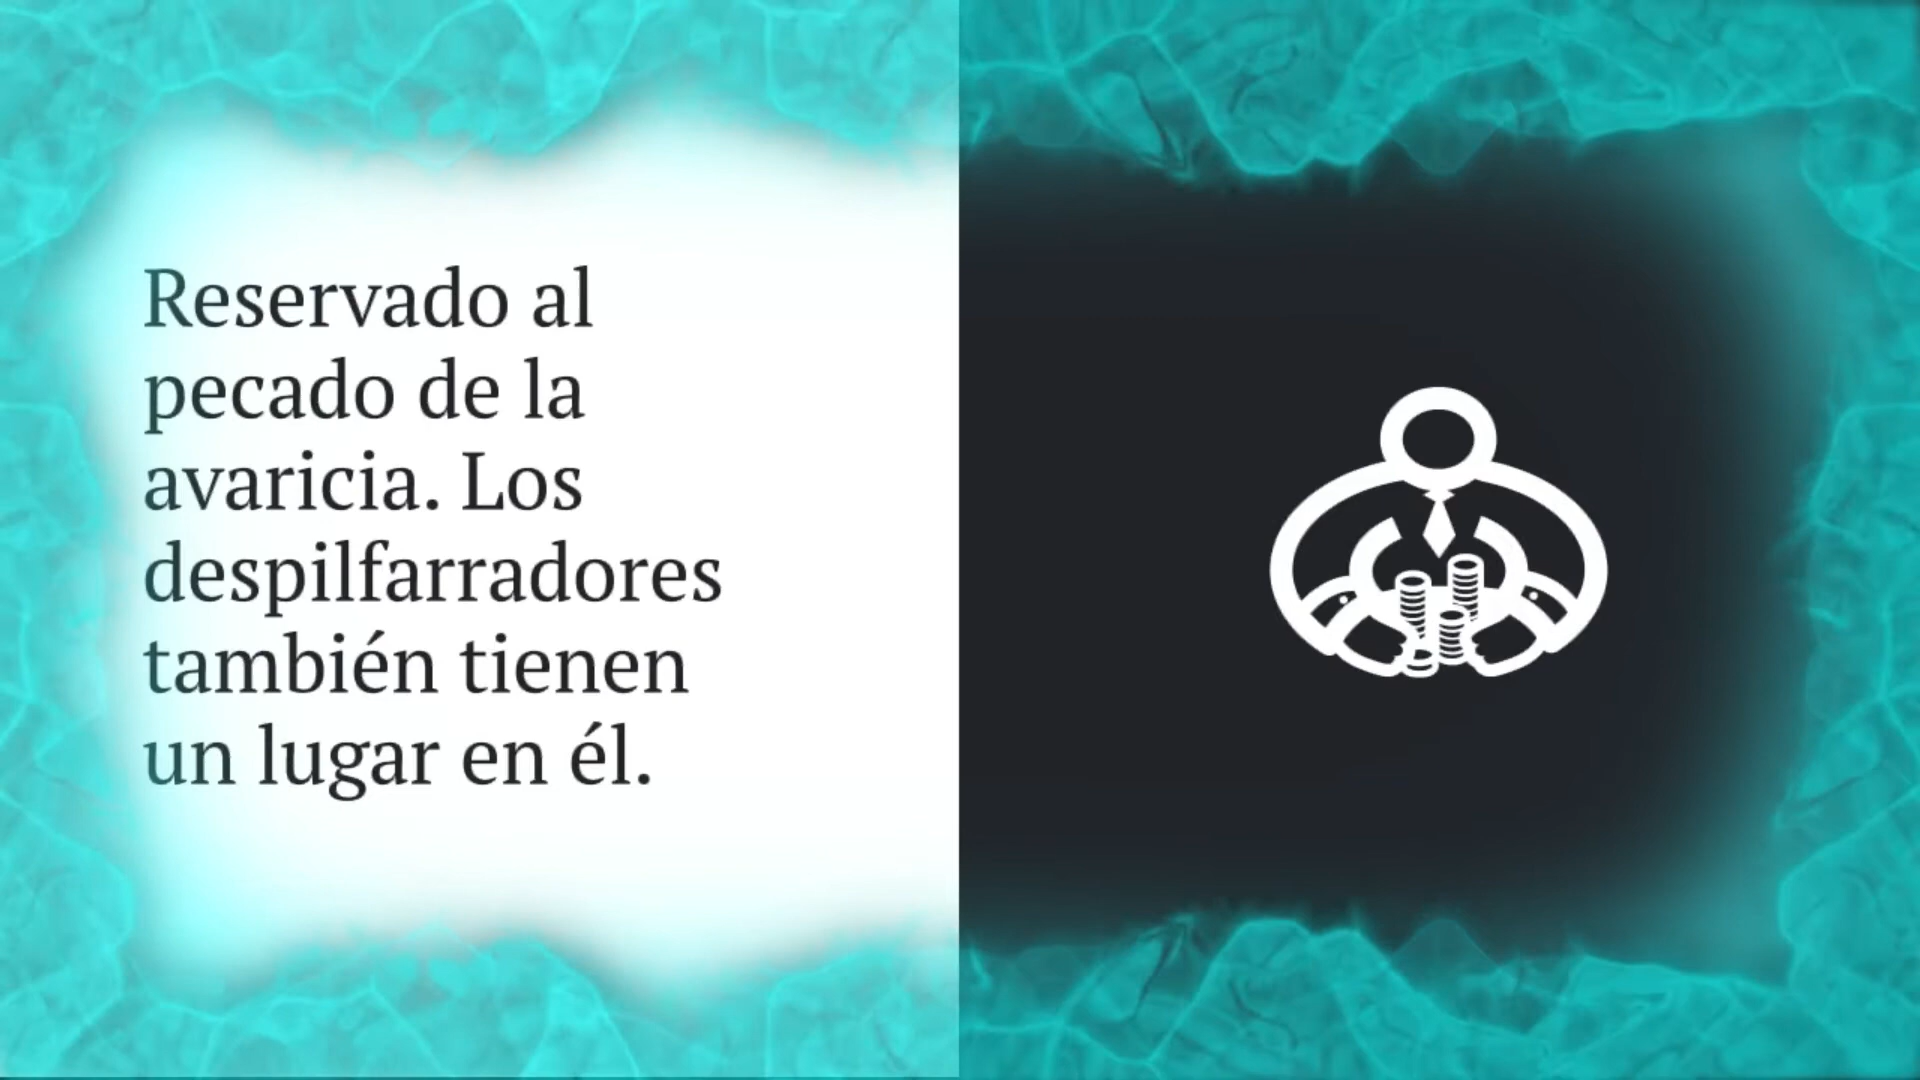 Reservado al
pecado de la
avaricia. Los
despilfarradores
también tienen
un lugar en él.